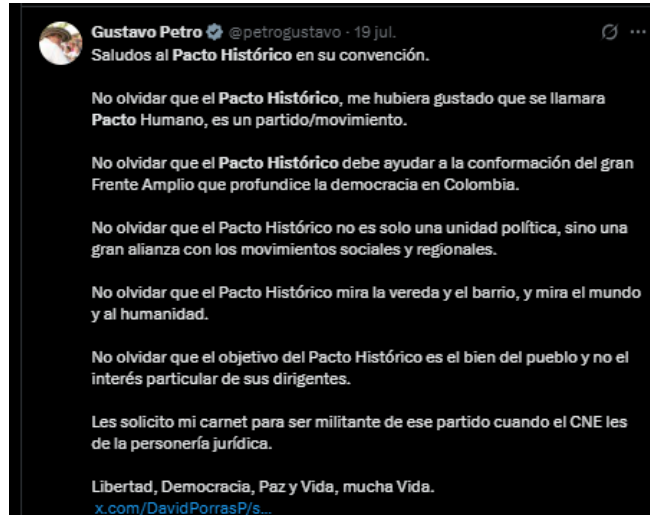 Gustavo Petro @petrogustavo · 19 jul.
Saludos al Pacto Histórico en su convención.
No olvidar que el Pacto Histórico, me hubiera gustado que se llamara
Pacto Humano, es un partido/movimiento.
No olvidar que el Pacto Histórico debe ayudar a la conformación del gran
Frente Amplio que profundice la democracia en Colombia.
No olvidar que el Pacto Histórico no es solo una unidad política, sino una
gran alianza con los movimientos sociales y regionales.
No olvidar que el Pacto Histórico mira la vereda y el barrio, y mira el mundo
y al humanidad.
No olvidar que el objetivo del Pacto Histórico es el bien del pueblo y no el
interés particular de sus dirigentes.
Les solicito mi carnet para ser militante de ese partido cuando el CNE les
de la personería jurídica.
Libertad, Democracia, Paz y Vida, mucha Vida.
x.com/DavidPorrasP/s...